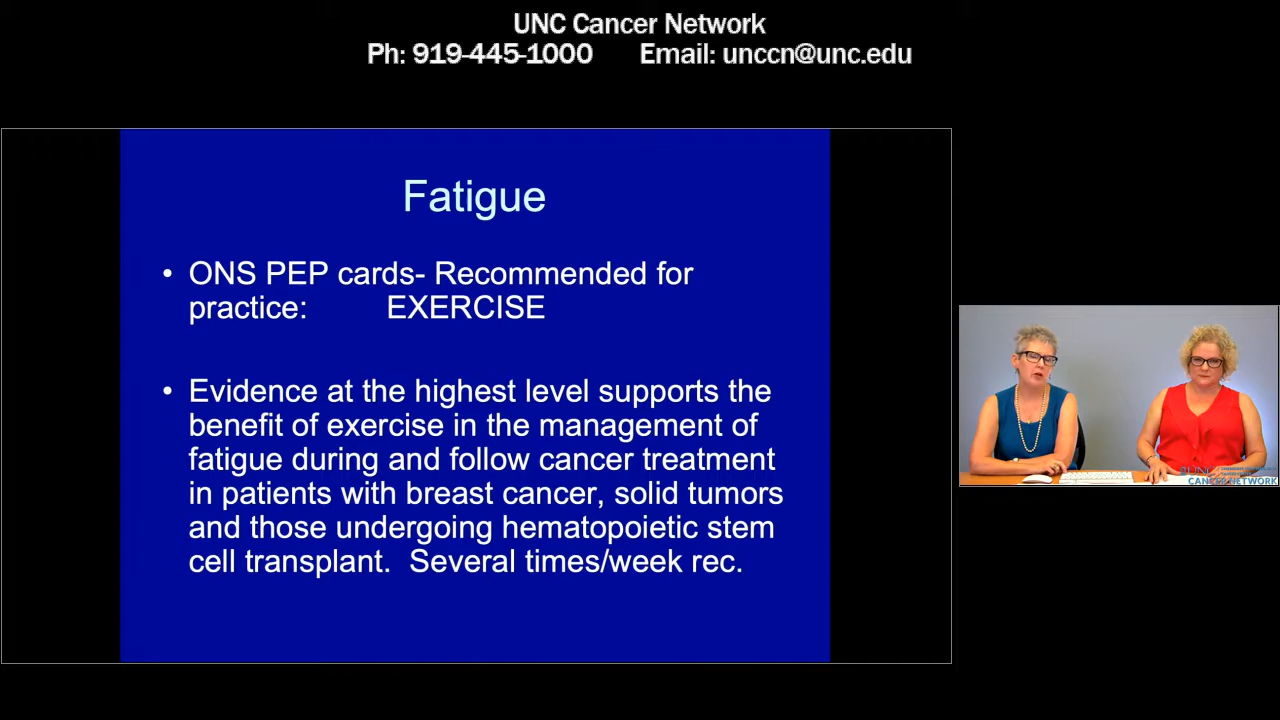 UNC Cancer Network
Ph: 919-445-1000 Email: unccn@unc.edu
Fatigue
• ONS PEP cards- Recommended for
practice: EXERCISE
• Evidence at the highest level supports the
benefit of exercise in the management of
fatigue during and follow cancer treatment
in patients with breast cancer, solid tumors
and those undergoing hematopoietic stem
cell transplant. Several times/week rec.
UNC
CANCER NETWORK